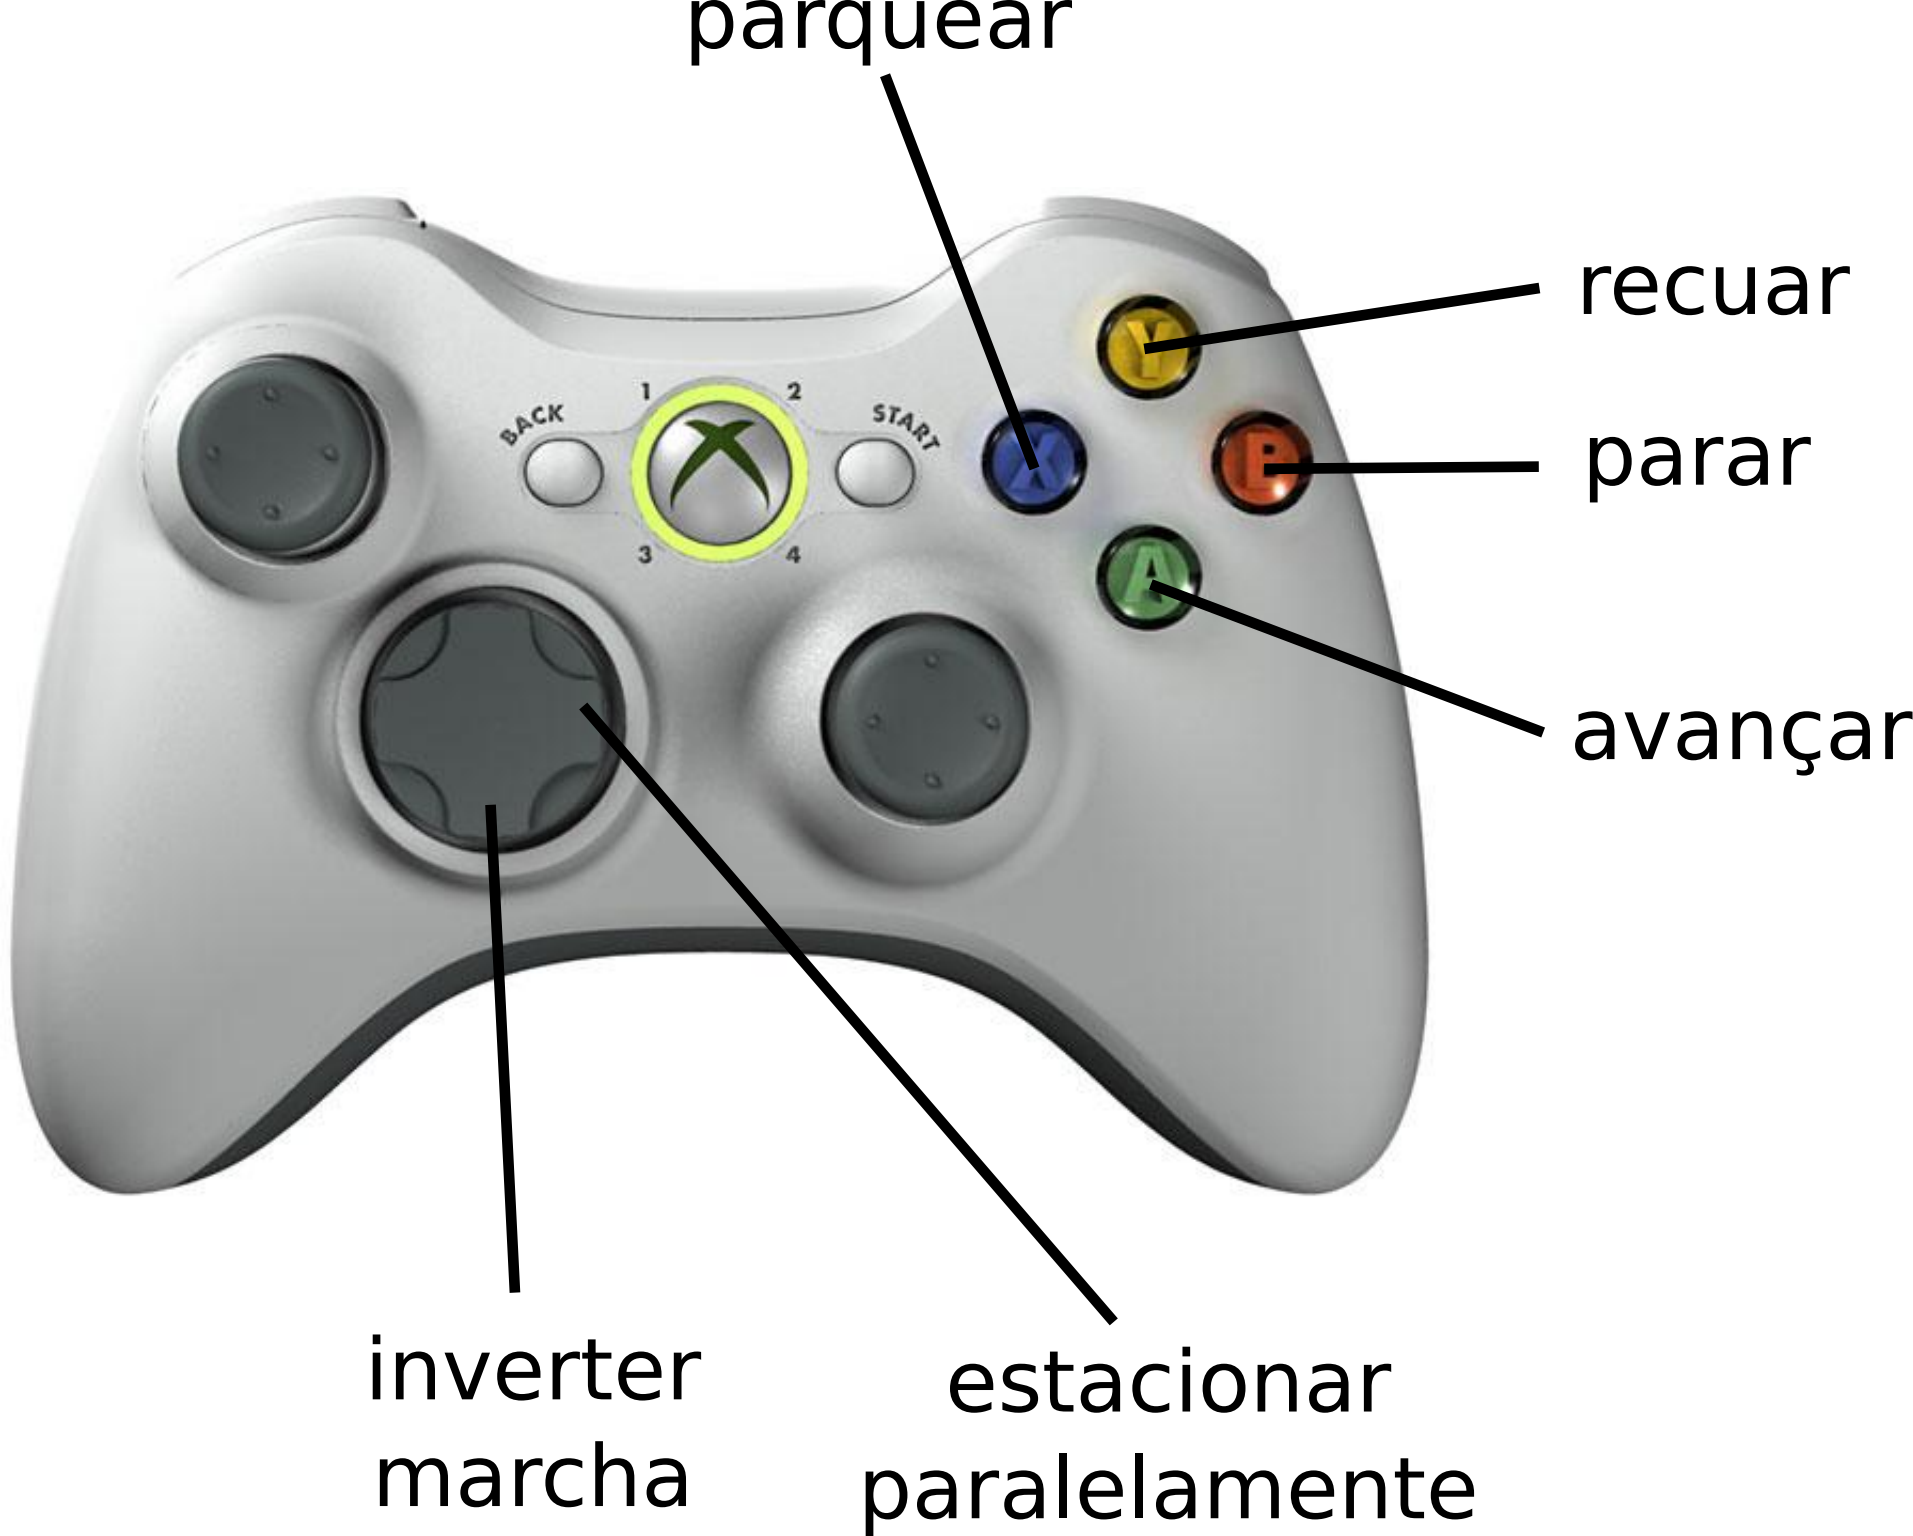 parquear
recuar
BACK
1
2
START
Y
X
B
parar
3
4
A
avançar
inverter
marcha
estacionar
paralelamente